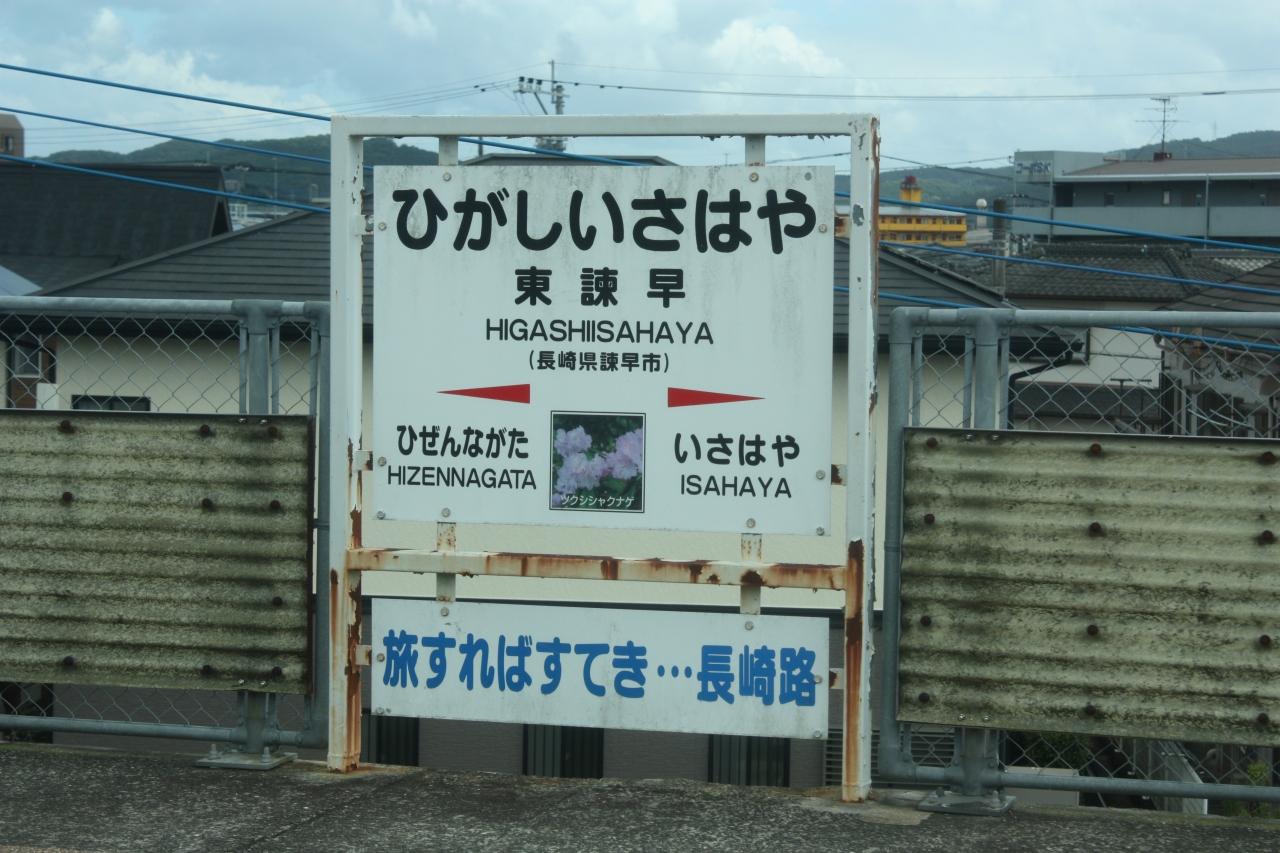 ひがしいさはや
東諫早
HIGASHIISAHAYA
(長崎県諫早市)
ひぜんながた
HIZENNAGATA
いさはや
ISAHAYA
ツクシシャクナゲ
旅すればすてき…長崎路